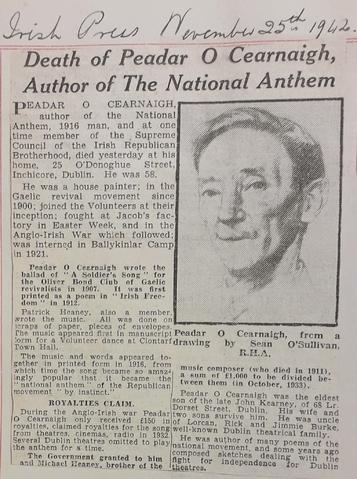 Irish Press November 25th 1942.
Death of Peadar O Cearnaigh,
Author of The National Anthem
PEADAR O CEARNAIGH,
author of the National
Anthem, 1916 man, and at one
time member of the Supreme
Council of the Irish Republican
Brotherhood, died yesterday at his
home, 25 O'Donoghue Street,
Inchicore, Dublin. He was 58.
He was a house painter; in the
Gaelic revival movement since
1900; joined the Volunteers at their
inception; fought at Jacob's fac-
tory in Easter Week, and in the
Anglo-Irish War which followed;
was interned in Ballykinlar Camp
in 1921.
Peadar O Cearnaigh wrote the
ballad of "A Soldier's Song" for
the Oliver Bond Club of Gaelic
revivalists in 1907. It was first
printed as a poem in "Irish Free-
dom" in 1912.
Patrick Heaney, also a member,
wrote the music. All was done on
scraps of paper, pieces of envelopes.
The music appeared first in manuscript
form for a Volunteer dance at Clontarf
Town Hall.
The music and words appeared to-
gether in printed form in 1916, from
which time the song became so amaz-
ingly popular that it became the
"national anthem" of the Republican
movement "by instinct."
ROYALTIES CLAIM.
During the Anglo-Irish war Peadar
O Cearnaigh only received £150 in
royalties, claimed royalties for the song
from theatres, cinemas, radio in 1932.
Several Dublin theatres omitted to play
the anthem for a time.
The Government granted to him
and Michael Heaney, brother of the
Peadar O Cearnaigh, from a
drawing by Sean O'Sullivan,
R.H.A.
music composer (who died in 1911),
a sum of £1,000 to be divided be-
tween them (in October, 1933).
Peadar O Cearnaigh was the eldest
son of the late John Kearney, of 68 Lr.
Dorset Street, Dublin. His wife and
two sons survive him. He was uncle
of Lorcan, Rick and Jimmie Burke,
well-known Dublin theatrical family.
He was author of many poems of the
national movement, and some years ago
composed sketches dealing with the
fight for independence for Dublin
theatres.